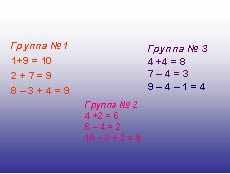 Группа №1
1+9 = 10
2 + 7 = 9
8 – 3 + 4 = 9
Группа № 3
4 +4 = 8
7 – 4 = 3
9 – 4 – 1 = 4
Группа № 2
4 +2 = 6
6 – 4 = 2
10 – 3 + 2 = 9